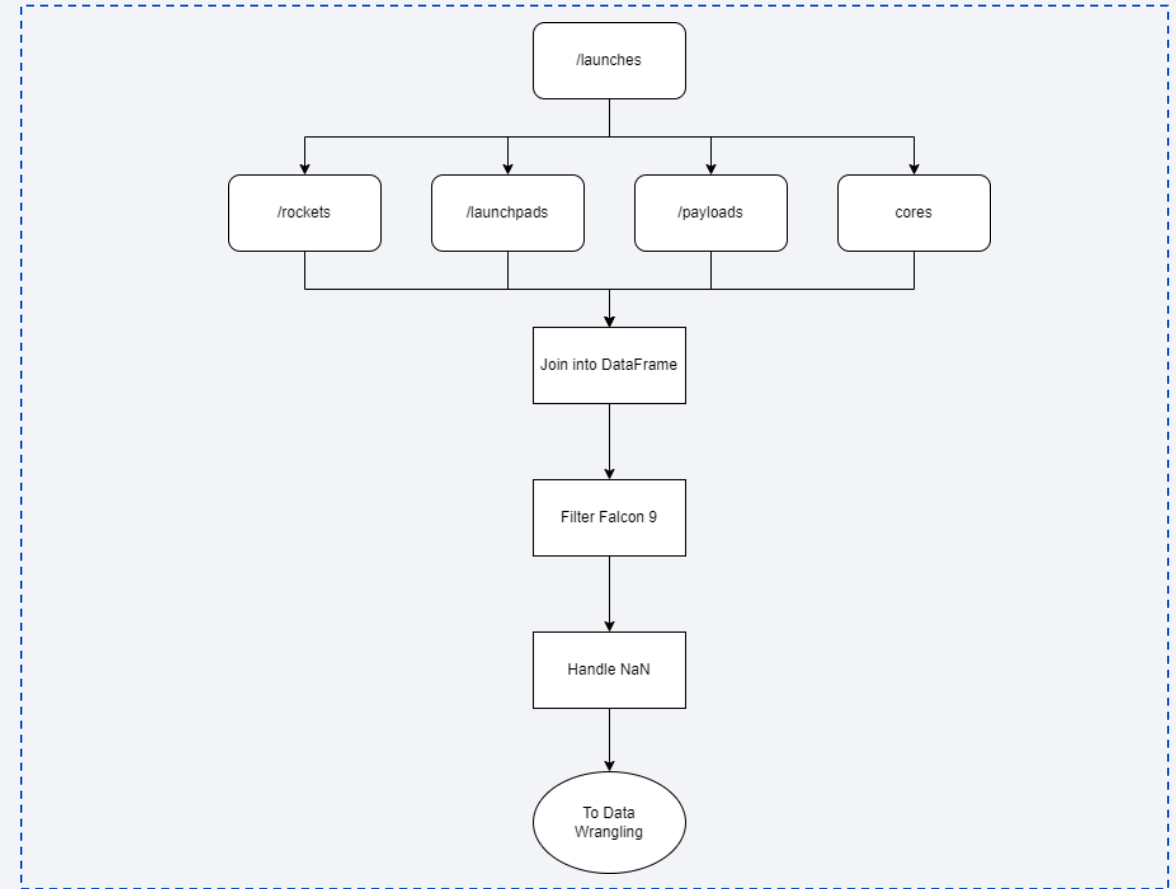 /launches
/rockets
/launchpads
/payloads
cores
Join into DataFrame
Filter Falcon 9
Handle NaN
To Data
Wrangling